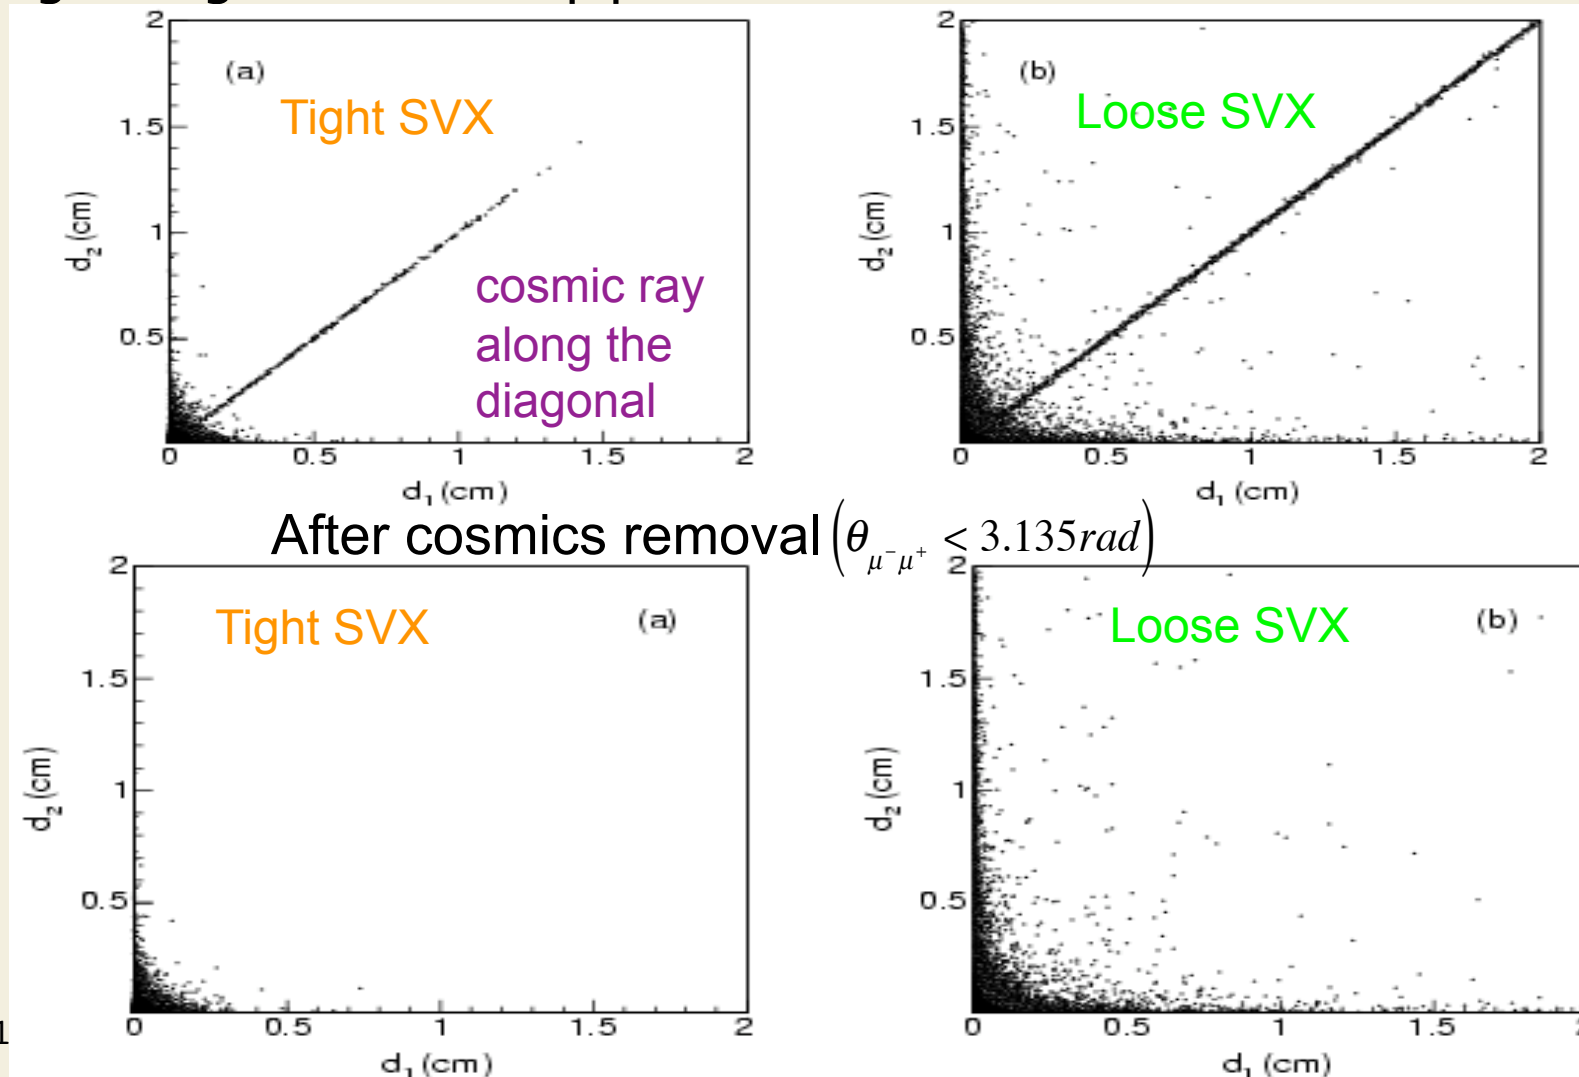 2
(a)
Tight SVX
1.5
d₂ (cm)
1
cosmic ray
along the
diagonal
0.5
0 0.5 1 1.5 2
d₁ (cm)
2
(b)
Loose SVX
1.5
d₂ (cm)
1
0.5
0 0.5 1 1.5 2
d₁ (cm)
After cosmics removal (θμ⁻μ⁺ < 3.135rad)
2
Tight SVX (a)
1.5
d₂ (cm)
1
0.5
0 0.5 1 1.5 2
d₁ (cm)
2
Loose SVX (b)
1.5
d₂ (cm)
1
0.5
0 0.5 1 1.5
d₁ (cm)
1